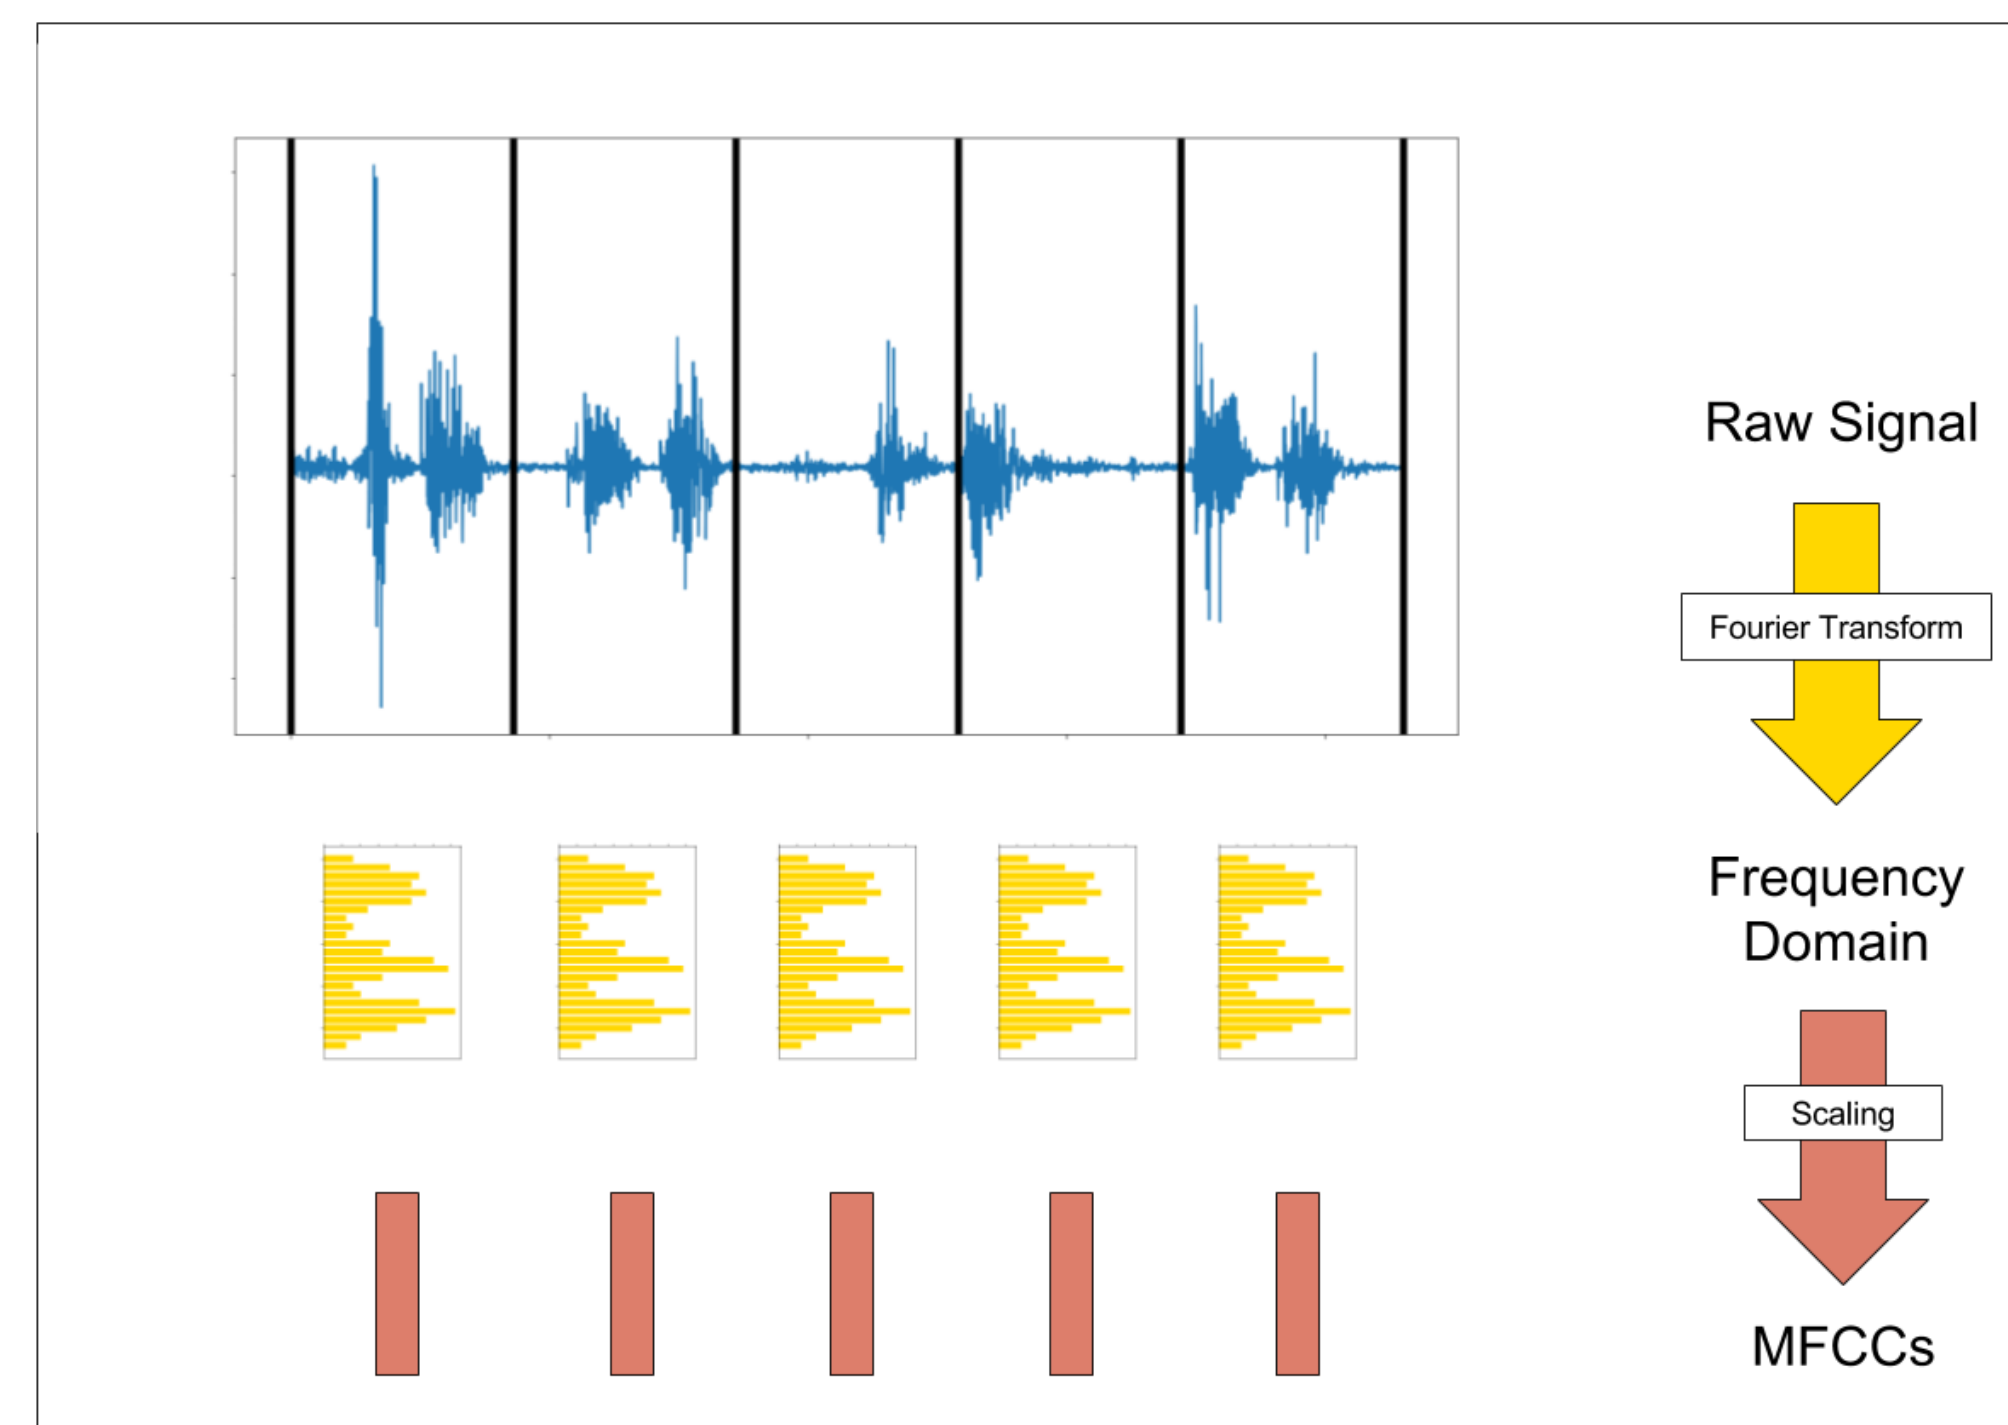 Raw Signal
Fourier Transform
Frequency
Domain
Scaling
MFCCs